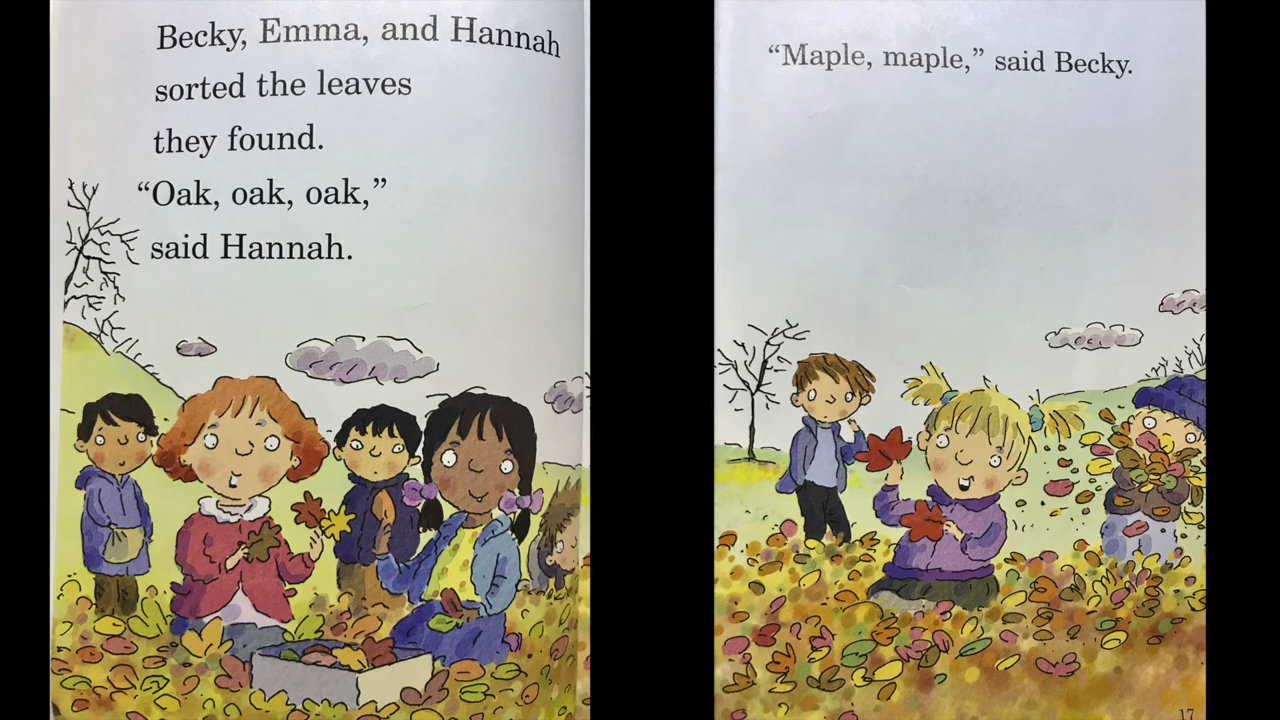 Becky, Emma, and Hannah
sorted the leaves
they found.
“Oak, oak, oak,”
said Hannah.
“Maple, maple,” said Becky.
17